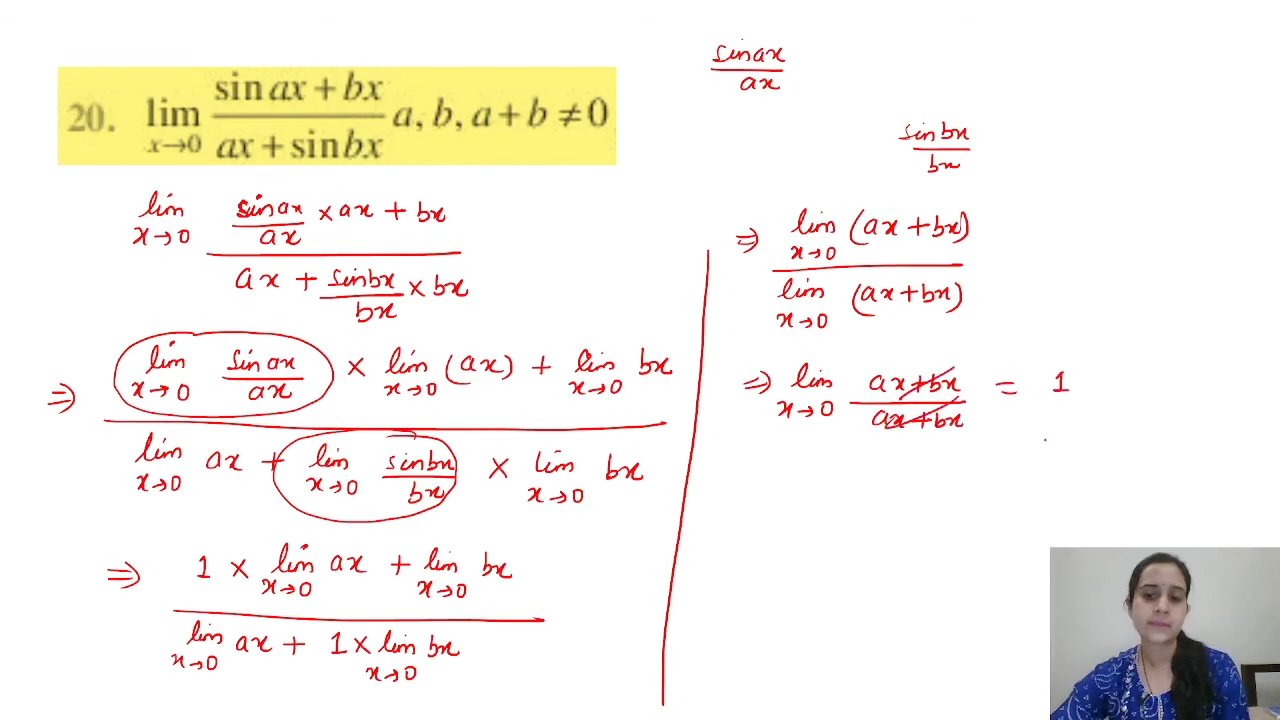 20. lim x→0 sin ax + bx / ax + sin bx a, b, a + b ≠ 0
lim x→0 sin ax / ax × ax + bx / ax + sin bx / bx × bx
⇒ lim x→0 sin ax / ax × lim x→0 (ax) + lim x→0 bx / lim x→0 ax + lim x→0 sin bx / bx × lim x→0 bx
⇒ 1 × lim x→0 ax + lim x→0 bx / lim x→0 ax + 1 × lim x→0 bx
sin ax / ax
sin bx / bx
⇒ lim x→0 (ax + bx) / lim x→0 (ax + bx)
⇒ lim x→0 ax + bx / ax + bx = 1